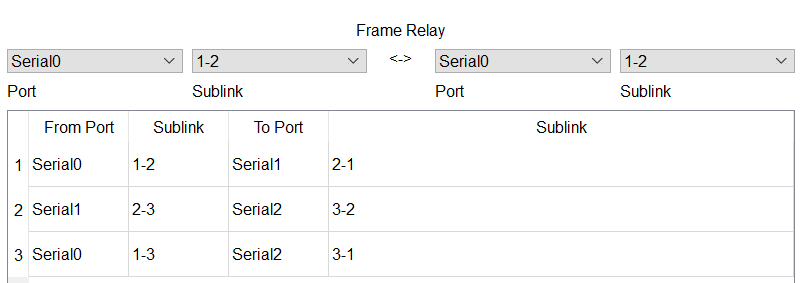 Frame Relay
Serial0 1-2 <-> Serial0 1-2
Port Sublink Port Sublink
From Port Sublink To Port Sublink
1 Serial0 1-2 Serial1 2-1
2 Serial1 2-3 Serial2 3-2
3 Serial0 1-3 Serial2 3-1